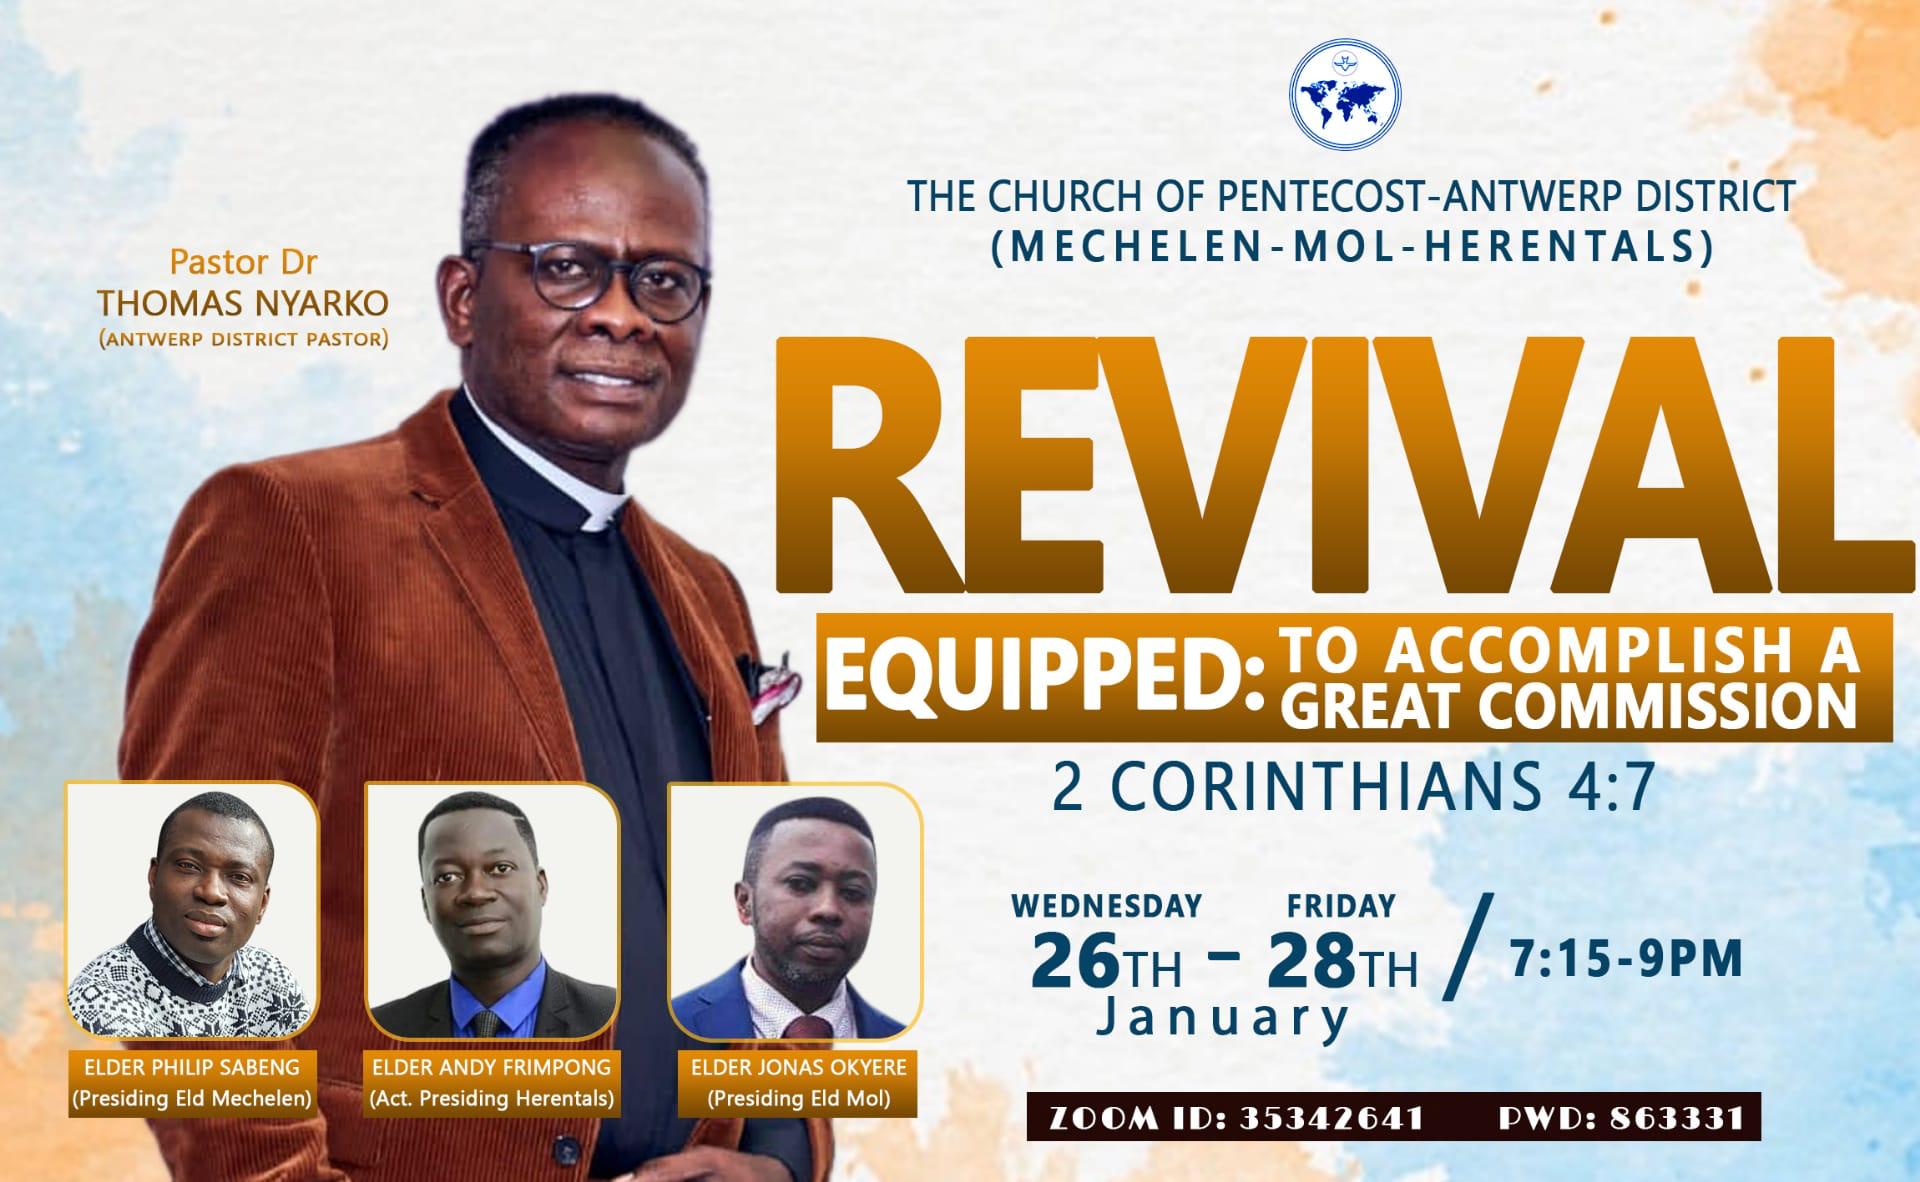 THE CHURCH OF PENTECOST-ANTWERP DISTRICT
(MECHELEN-MOL-HERENTALS)
Pastor Dr
THOMAS NYARKO
(ANTWERP DISTRICT PASTOR)
REVIVAL
EQUIPPED: TO ACCOMPLISH A
GREAT COMMISSION
2 CORINTHIANS 4:7
WEDNESDAY FRIDAY
26TH - 28TH / 7:15-9PM
January
ELDER PHILIP SABENG
(Presiding Eld Mechelen)
ELDER ANDY FRIMPONG
(Act. Presiding Herentals)
ELDER JONAS OKYERE
(Presiding Eld Mol)
ZOOM ID: 35342641 PWD: 863331